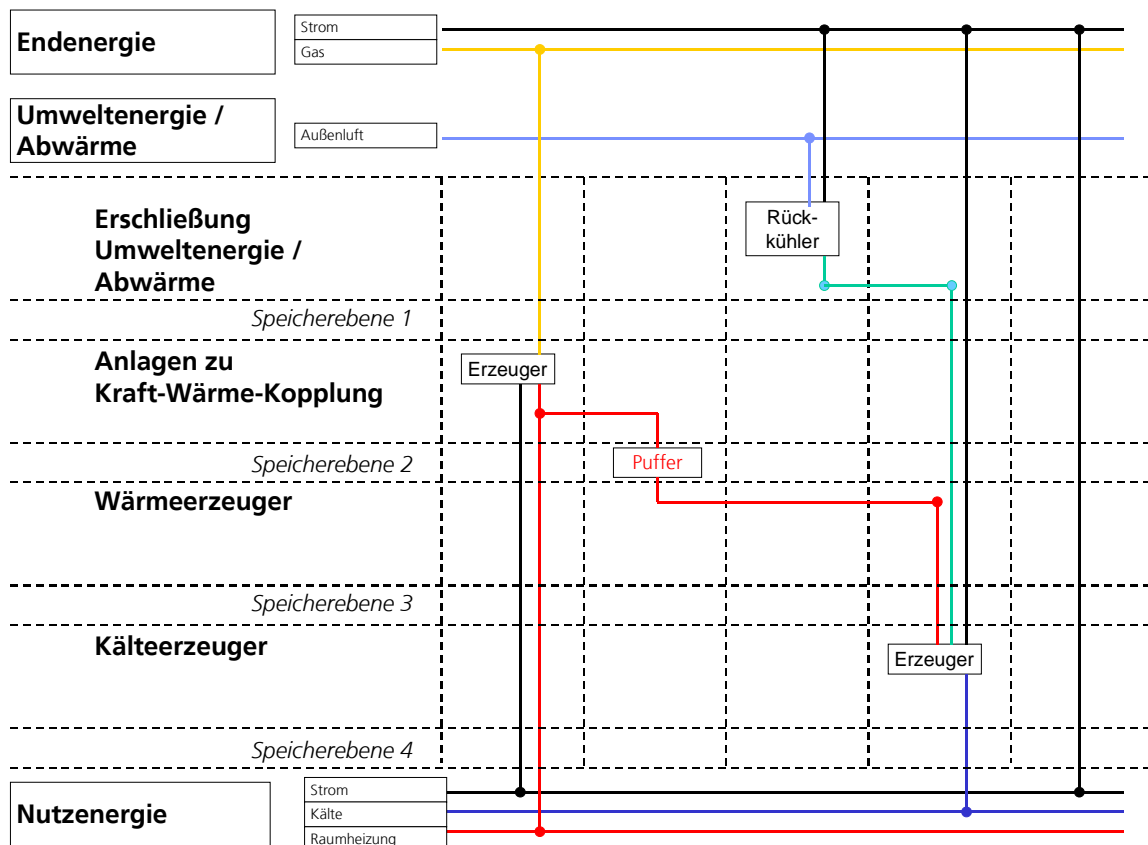 Endenergie
Strom
Gas
Umweltenergie /
Abwärme
Außenluft
Erschließung
Umweltenergie /
Abwärme
Rück-
kühler
Speicherebene 1
Anlagen zu
Kraft-Wärme-Kopplung
Erzeuger
Speicherebene 2
Puffer
Wärmeerzeuger
Speicherebene 3
Kälteerzeuger
Erzeuger
Speicherebene 4
Nutzenergie
Strom
Kälte
Raumheizung